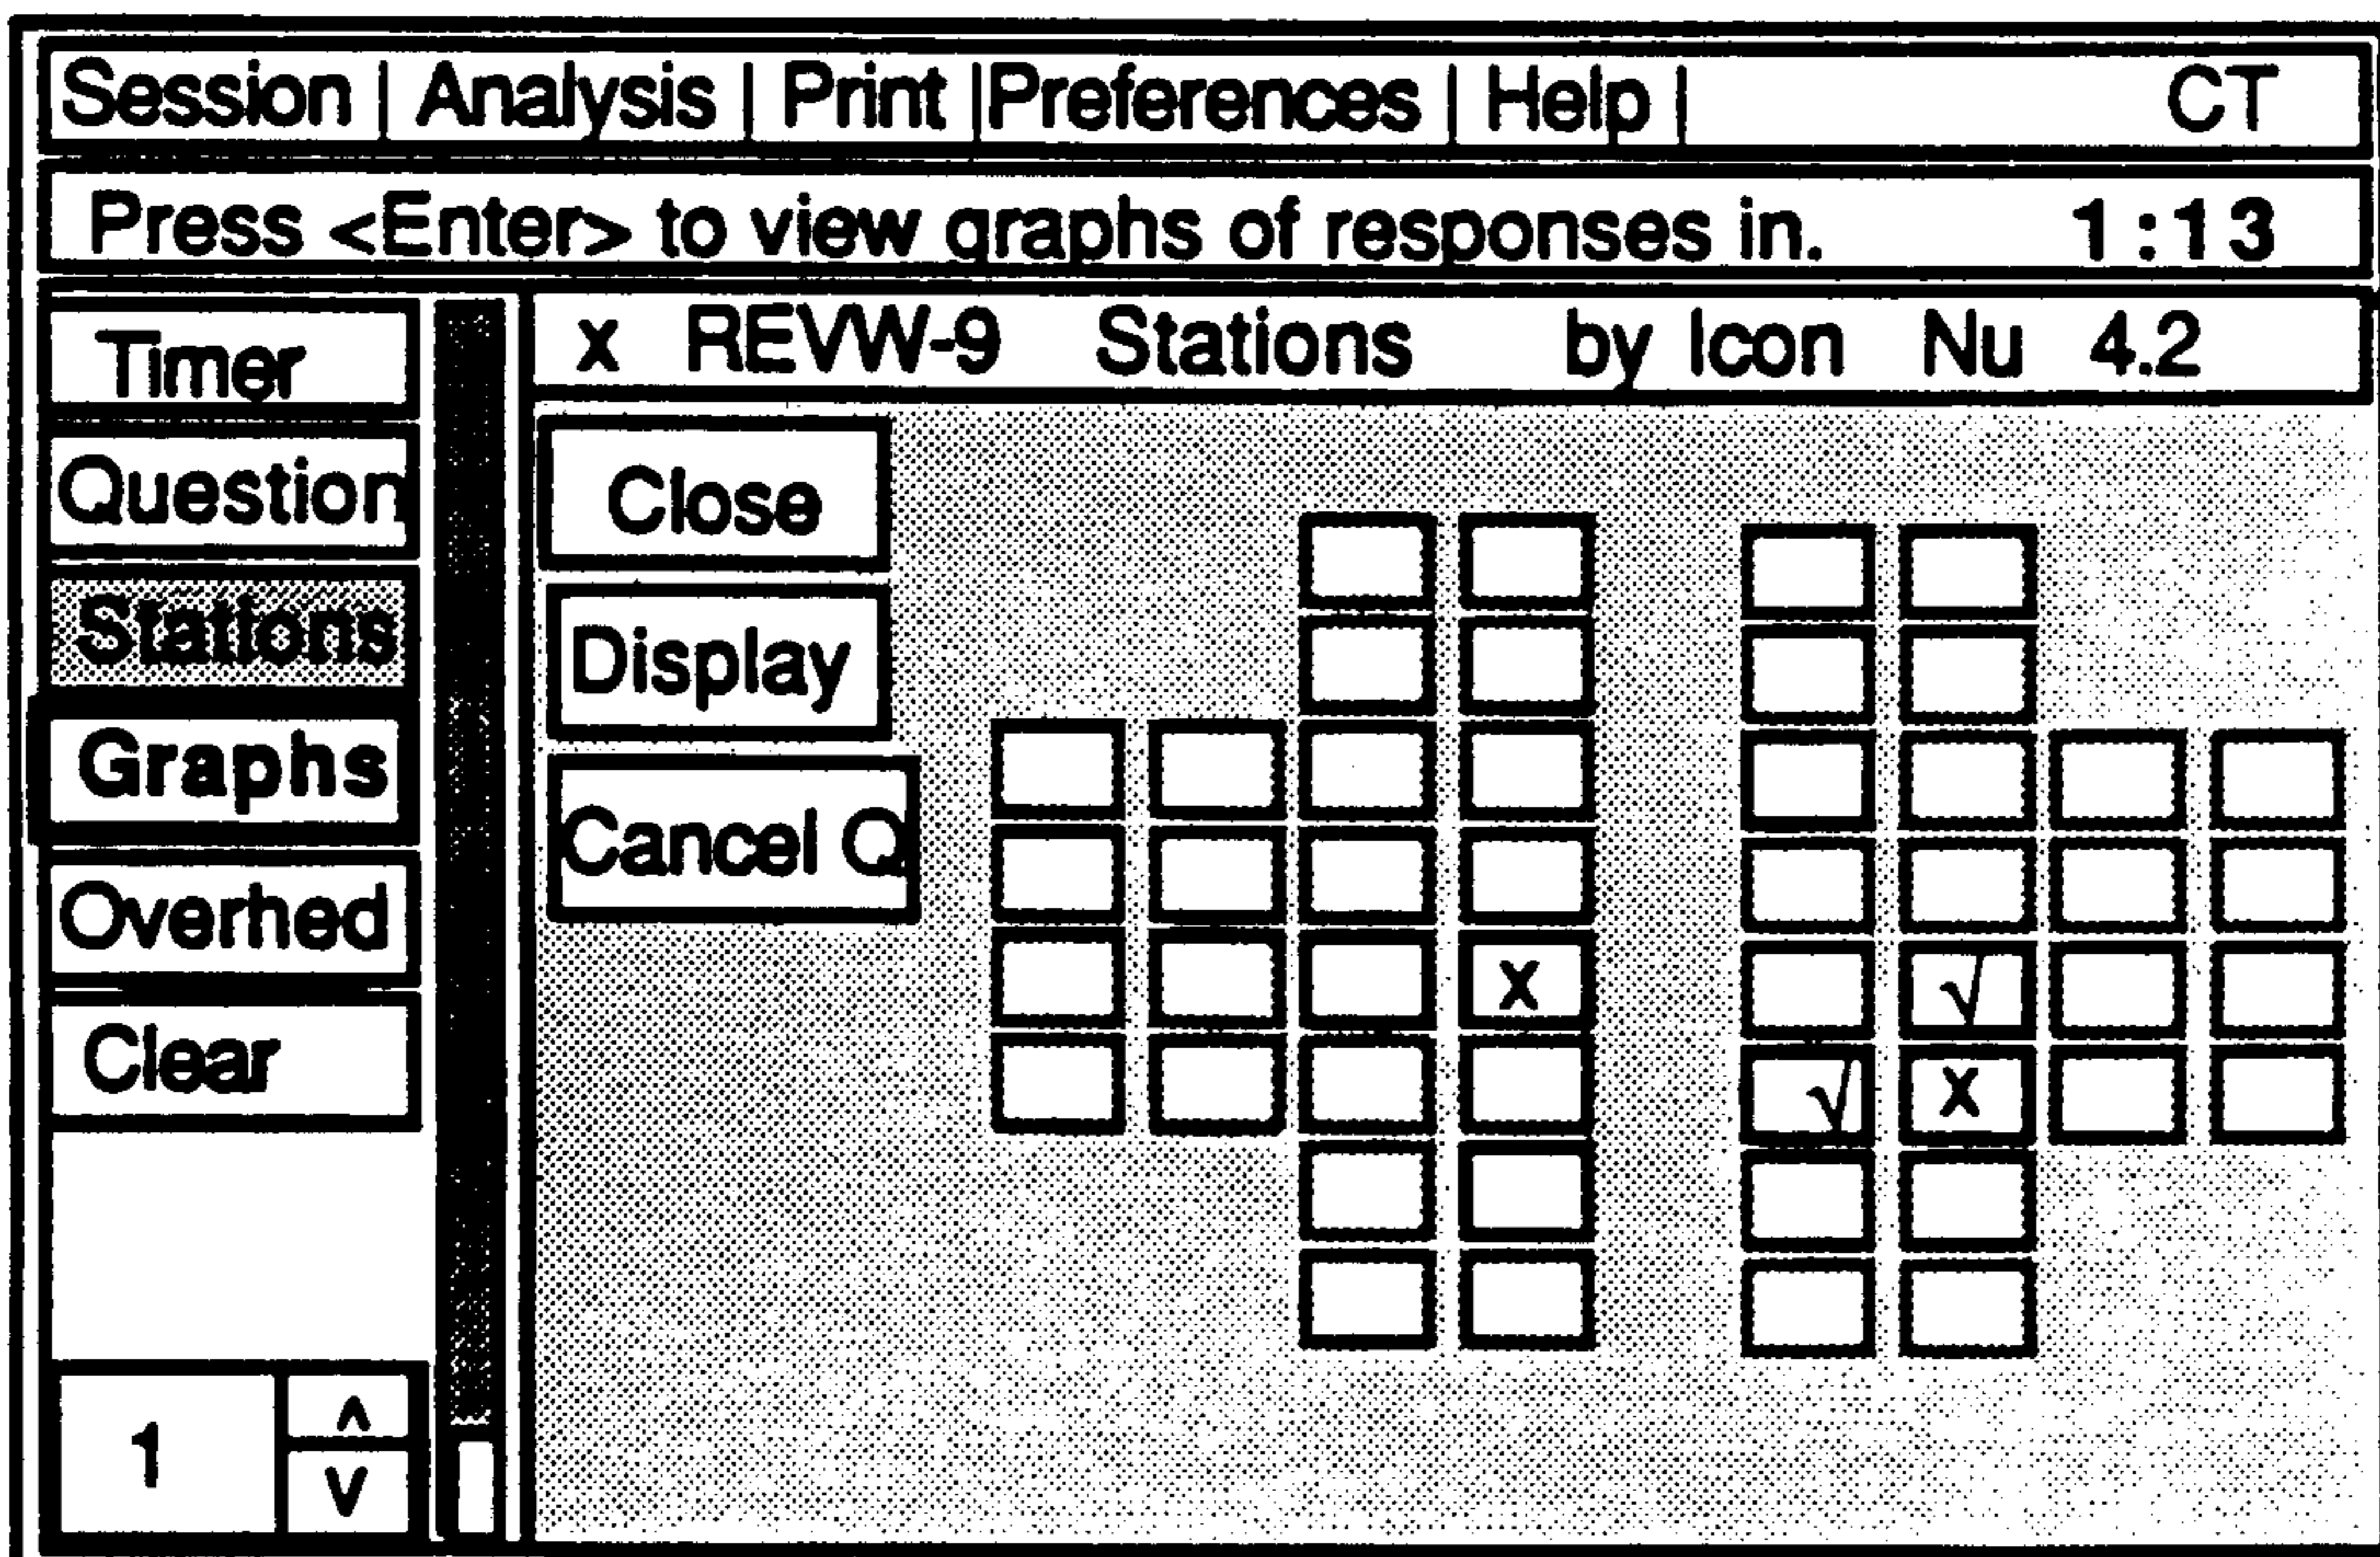 Session | Analysis | Print | Preferences | Help | CT
Press <Enter> to view graphs of responses in. 1:13
x REVW-9 Stations by Icon Nu 4.2
Timer
Question
Stations
Graphs
Overhed
Clear
1
^
v
Close
Display
Cancel Q
x
√
√ x